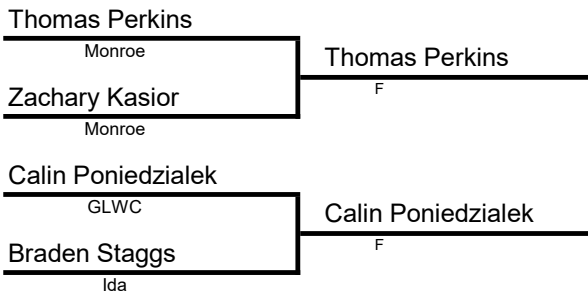 Thomas Perkins
Monroe
Thomas Perkins
F
Zachary Kasior
Monroe
Calin Poniedzialek
GLWC
Calin Poniedzialek
F
Braden Staggs
Ida